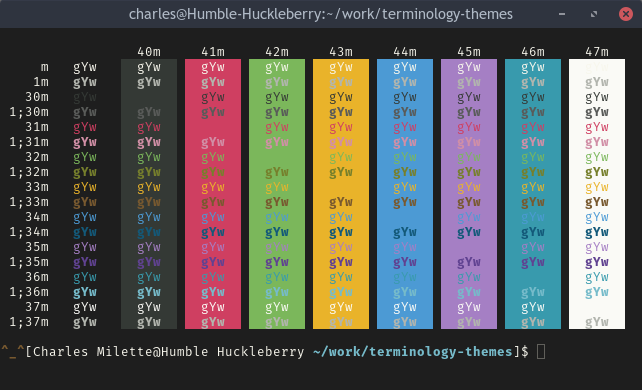 charles@Humble-Huckleberry:~/work/terminology-themes
40m 41m 42m 43m 44m 45m 46m 47m
m gYw gYw gYw gYw gYw gYw gYw gYw
1m gYw gYw gYw gYw gYw gYw gYw gYw gYw
30m gYw gYw gYw gYw gYw gYw gYw gYw
1;30m gYw gYw gYw gYw gYw gYw gYw gYw gYw
31m gYw gYw gYw gYw gYw gYw gYw gYw
1;31m gYw gYw gYw gYw gYw gYw gYw gYw gYw
32m gYw gYw gYw gYw gYw gYw gYw gYw
1;32m gYw gYw gYw gYw gYw gYw gYw gYw gYw
33m gYw gYw gYw gYw gYw gYw gYw gYw
1;33m gYw gYw gYw gYw gYw gYw gYw gYw gYw
34m gYw gYw gYw gYw gYw gYw gYw gYw
1;34m gYw gYw gYw gYw gYw gYw gYw gYw gYw
35m gYw gYw gYw gYw gYw gYw gYw gYw
1;35m gYw gYw gYw gYw gYw gYw gYw gYw gYw
36m gYw gYw gYw gYw gYw gYw gYw gYw
1;36m gYw gYw gYw gYw gYw gYw gYw gYw gYw
37m gYw gYw gYw gYw gYw gYw gYw gYw
1;37m gYw gYw gYw gYw gYw gYw gYw gYw gYw
^_^[Charles Milette@Humble Huckleberry ~/work/terminology-themes]$